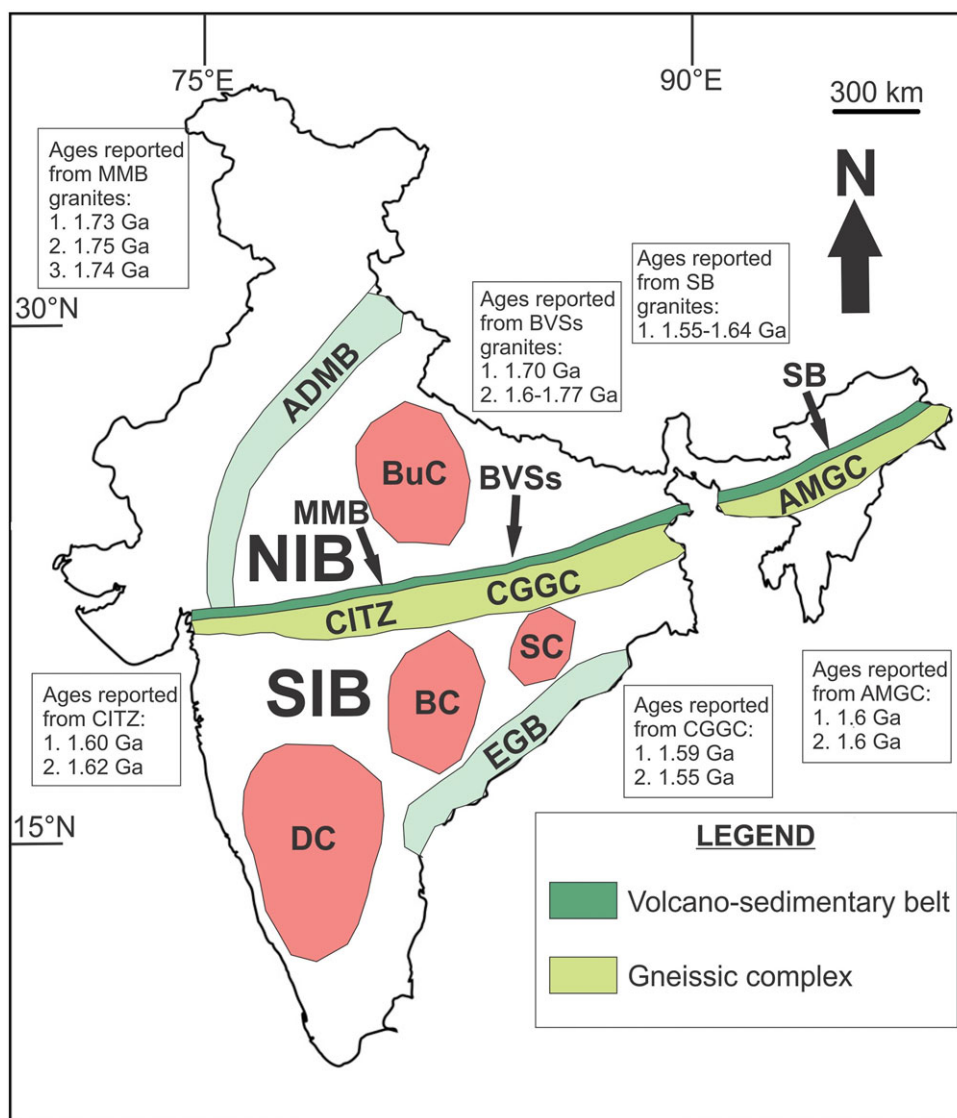 75°E
90°E
300 km
N
Ages reported
from MMB
granites:
1. 1.73 Ga
2. 1.75 Ga
3. 1.74 Ga
Ages reported
from SB
granites:
1. 1.55-1.64 Ga
Ages reported
from BVSs
granites:
1. 1.70 Ga
2. 1.6-1.77 Ga
30°N
ADMB
SB
BuC
BVSs
AMGC
MMB
NIB
CGGC
CITZ
SC
SIB
BC
EGB
Ages reported
from CITZ:
1. 1.60 Ga
2. 1.62 Ga
Ages reported
from CGGC:
1. 1.59 Ga
2. 1.55 Ga
Ages reported
from AMGC:
1. 1.6 Ga
2. 1.6 Ga
15°N
DC
LEGEND
Volcano-sedimentary belt
Gneissic complex